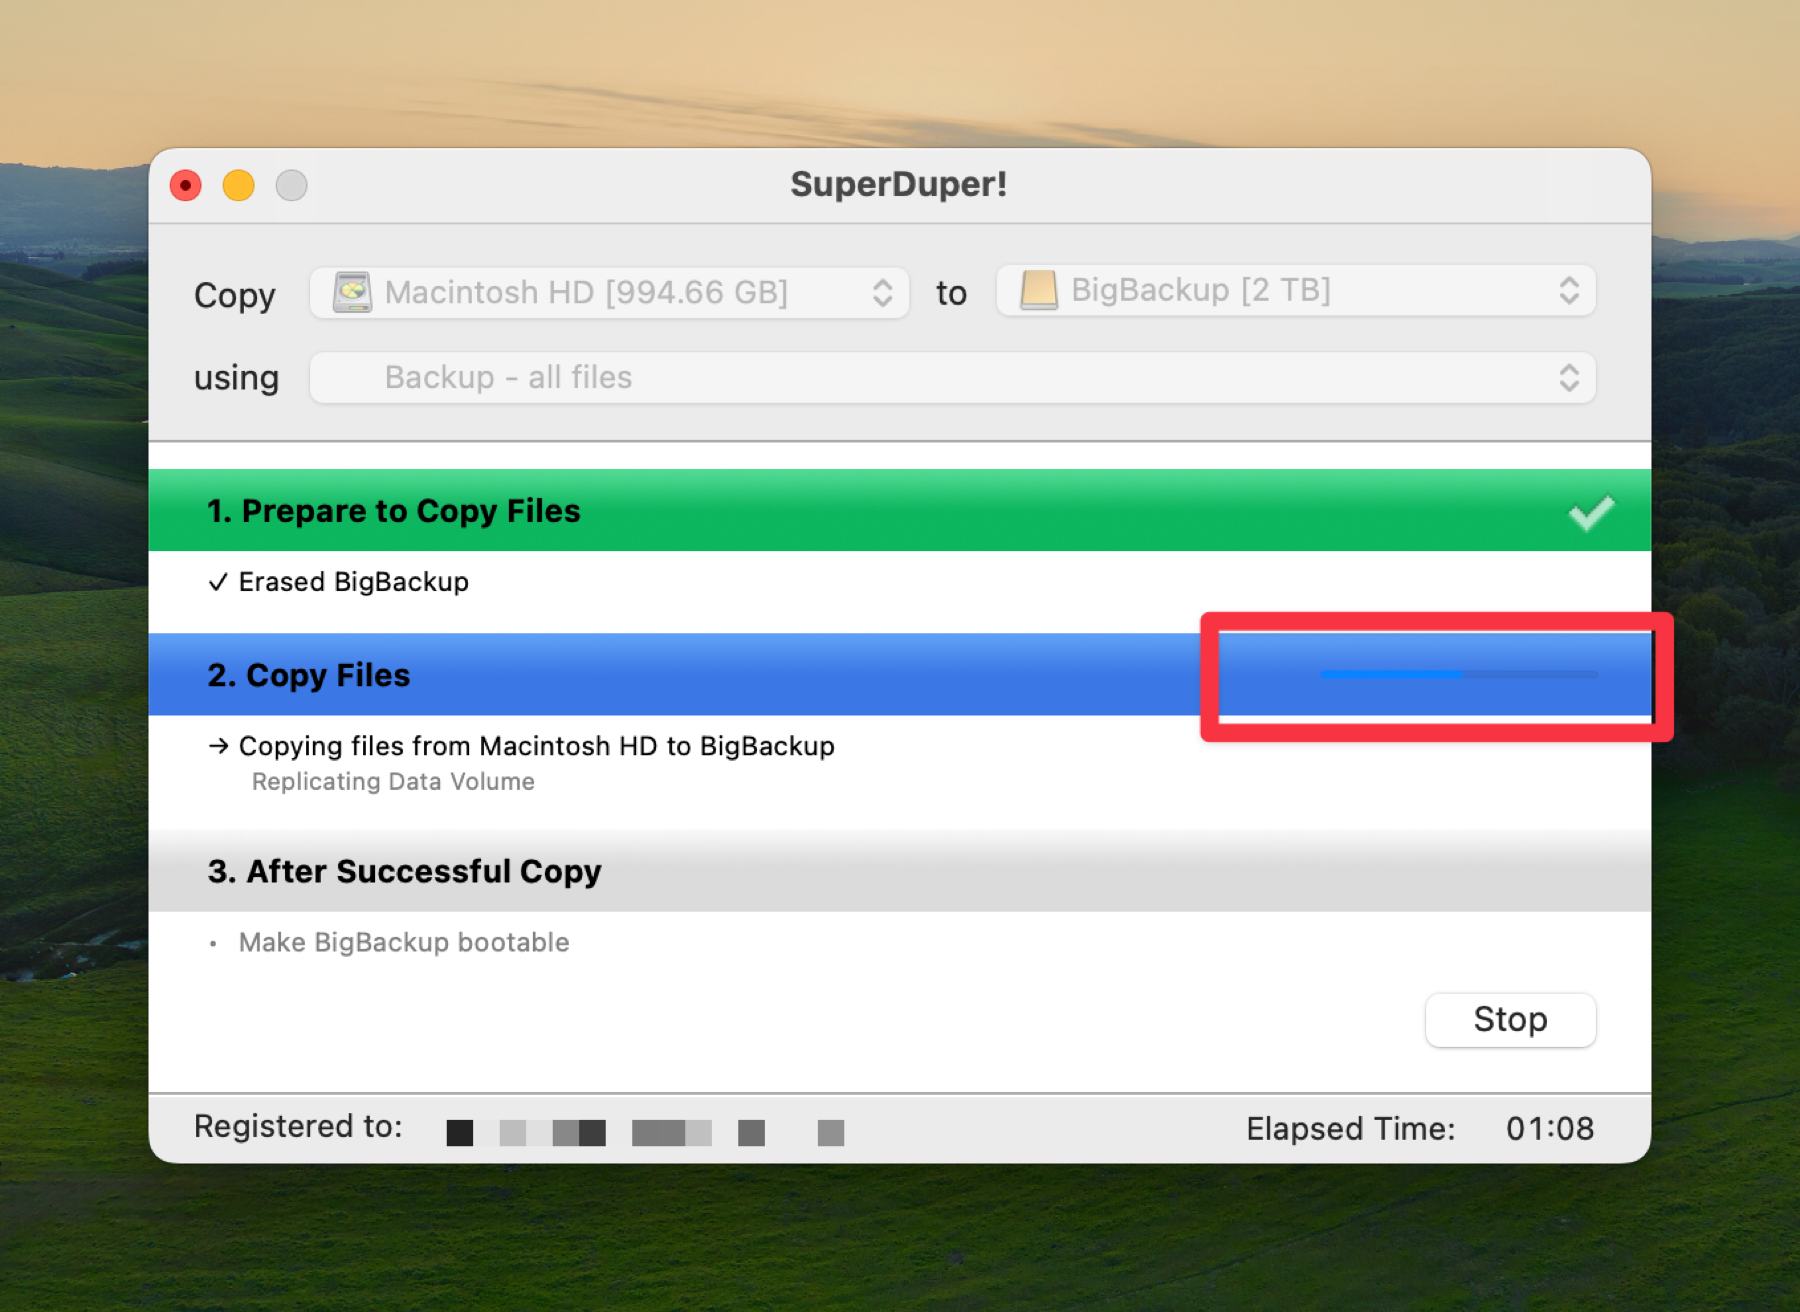 SuperDuper!
Copy Macintosh HD [994.66 GB] to BigBackup [2 TB]
using Backup - all files
1. Prepare to Copy Files
✓ Erased BigBackup
2. Copy Files
→ Copying files from Macintosh HD to BigBackup
Replicating Data Volume
3. After Successful Copy
• Make BigBackup bootable
Stop
Registered to: Elapsed Time: 01:08